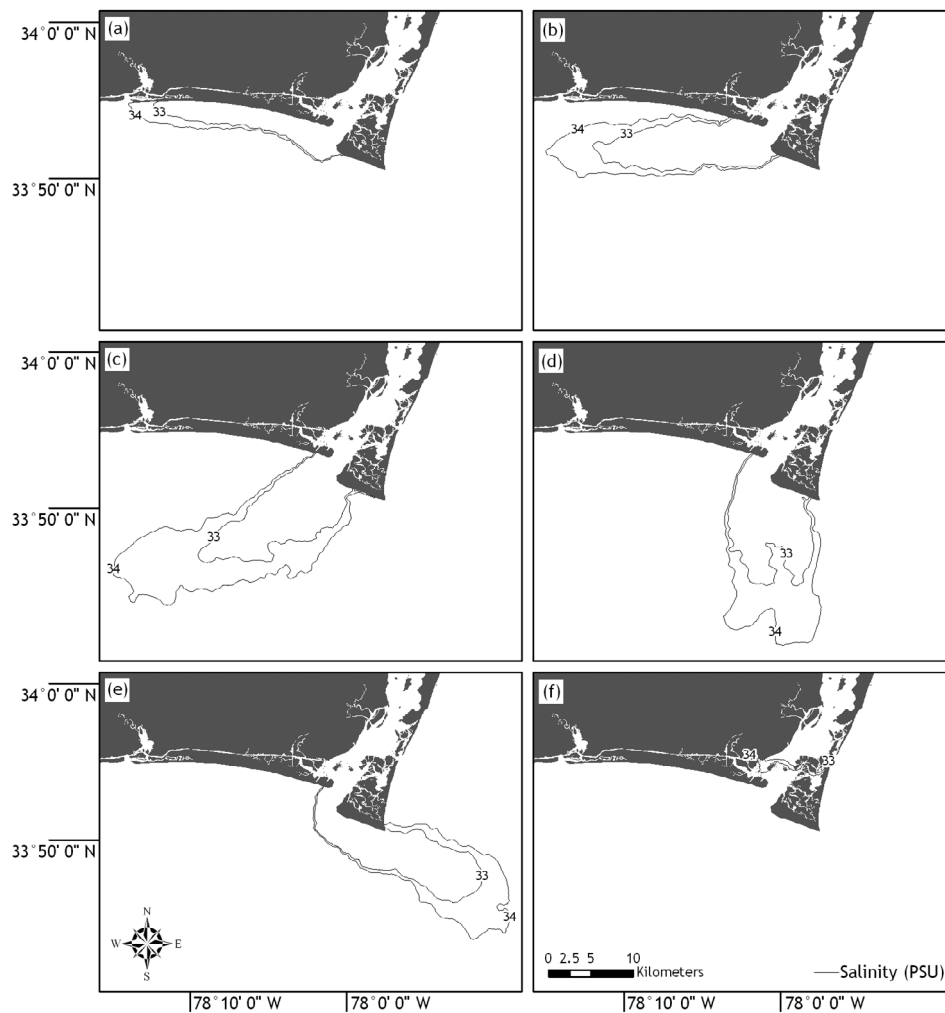 34°0' 0" N
(a)
(b)
34
33
34
33
33°50' 0" N
34°0' 0" N
(c)
(d)
33
34
33
34
33°50' 0" N
34°0' 0" N
(e)
(f)
34
33
33°50' 0" N
33
34
N
W E
S
0 2.5 5 10
Kilometers
Salinity (PSU)
78°10' 0" W 78°0' 0" W 78°10' 0" W 78°0' 0" W